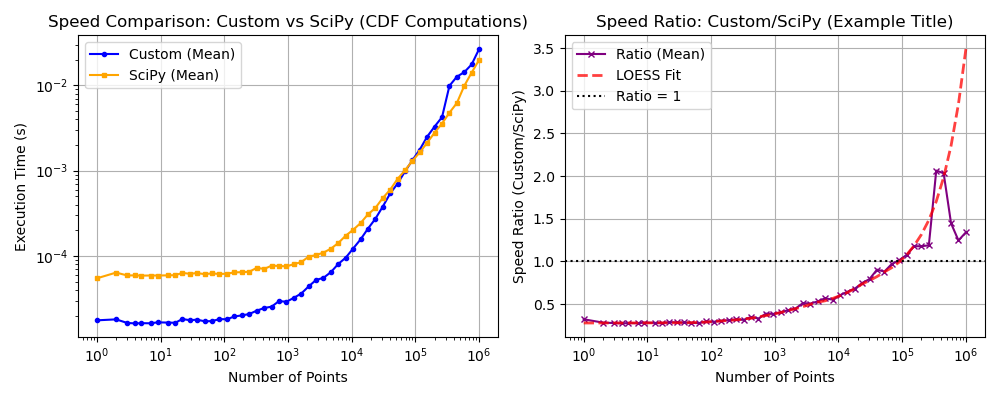 Speed Comparison: Custom vs SciPy (CDF Computations)
Custom (Mean)
SciPy (Mean)
Execution Time (s)
10⁻²
10⁻³
10⁻⁴
10⁰ 10¹ 10² 10³ 10⁴ 10⁵ 10⁶
Number of Points
Speed Ratio: Custom/SciPy (Example Title)
Ratio (Mean)
LOESS Fit
Ratio = 1
Speed Ratio (Custom/SciPy)
3.5
3.0
2.5
2.0
1.5
1.0
0.5
10⁰ 10¹ 10² 10³ 10⁴ 10⁵ 10⁶
Number of Points